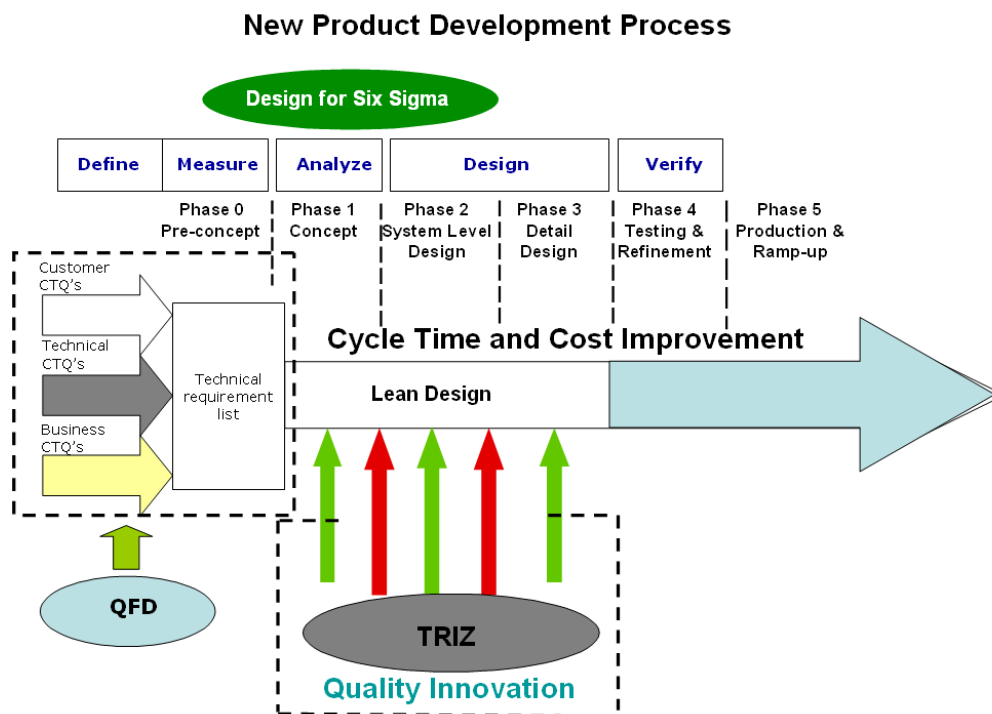 New Product Development Process
Design for Six Sigma
Define
Measure
Analyze
Design
Verify
Phase 0
Pre-concept
Phase 1
Concept
Phase 2
System Level
Design
Phase 3
Detail
Design
Phase 4
Testing &
Refinement
Phase 5
Production &
Ramp-up
Customer
CTQ's
Technical
CTQ's
Business
CTQ's
Technical
requirement
list
Cycle Time and Cost Improvement
Lean Design
QFD
TRIZ
Quality Innovation